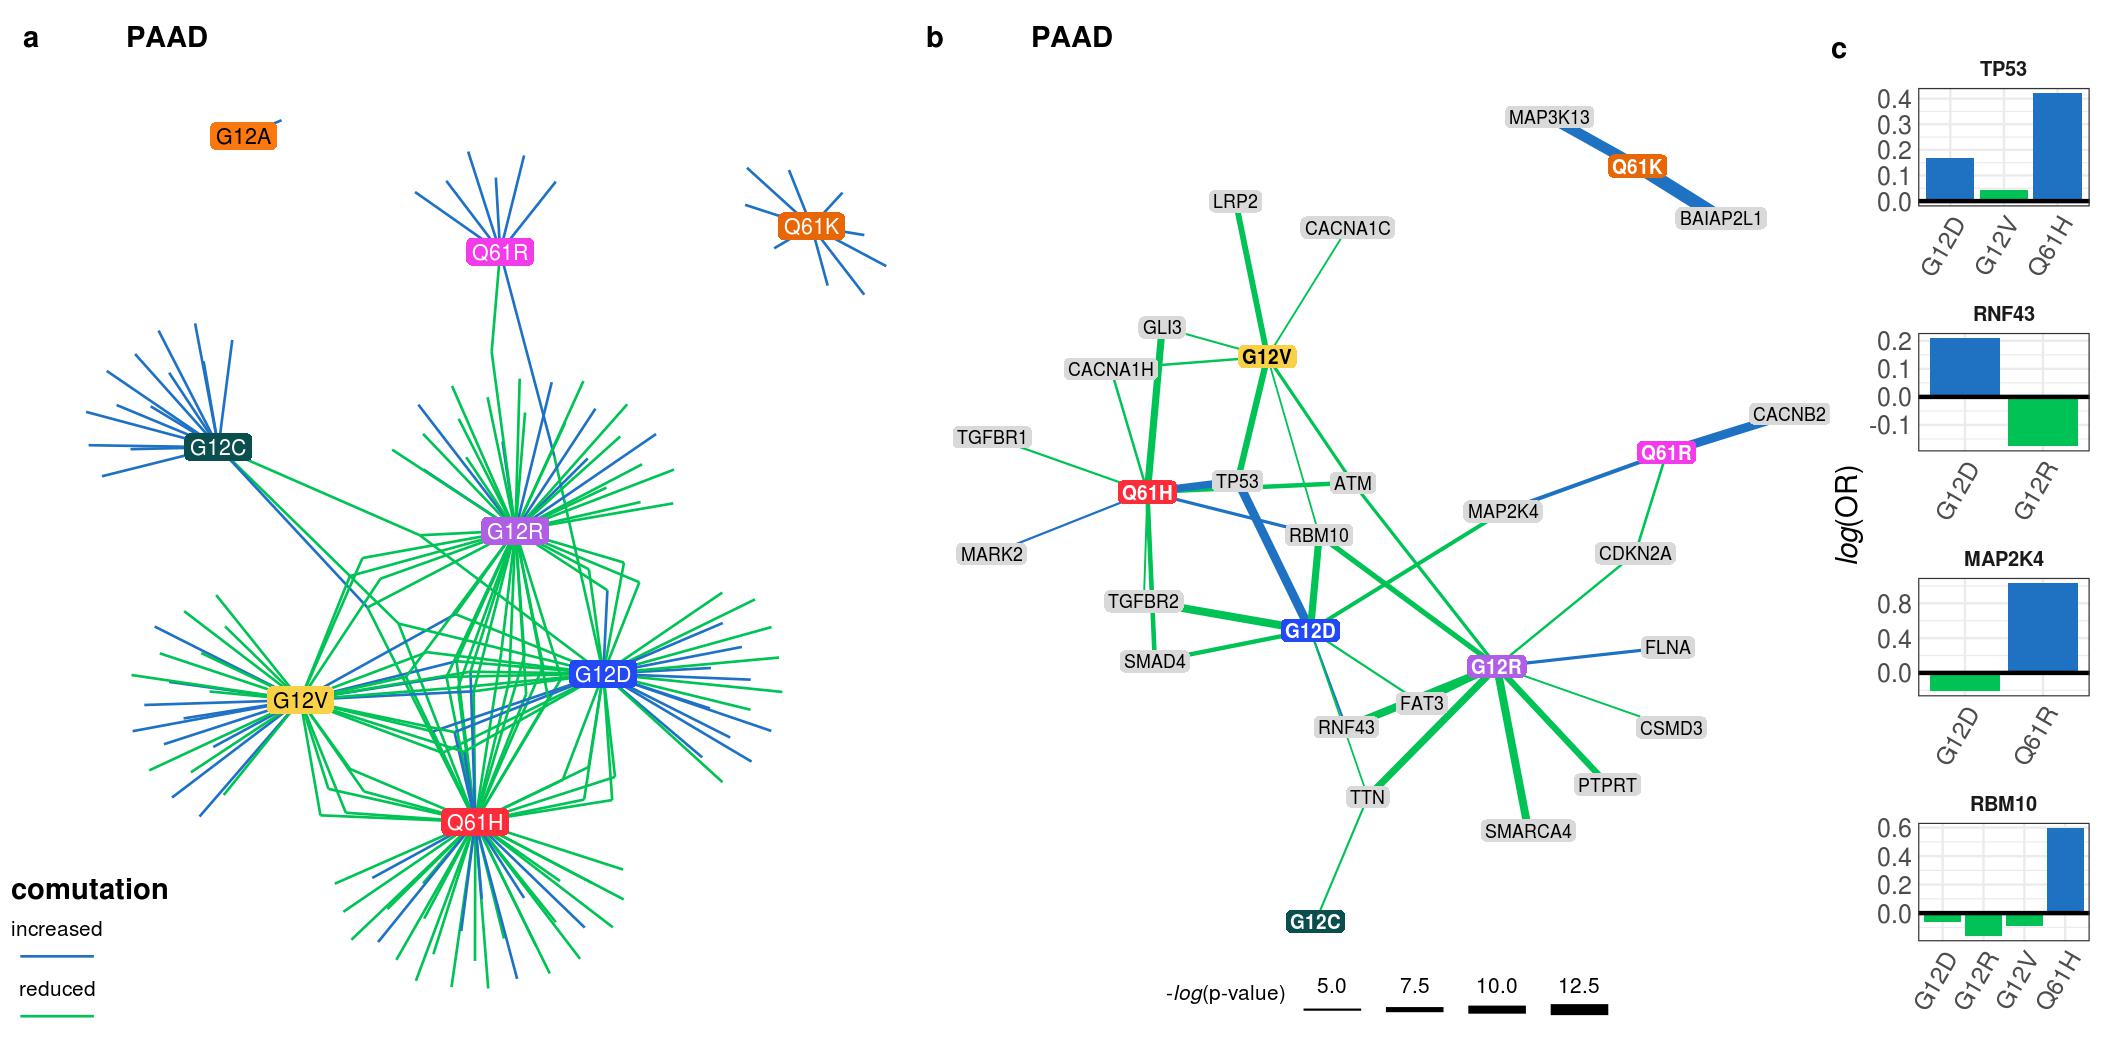 a PAAD
G12A
Q61R
Q61K
G12C
G12R
G12V
G12D
Q61H
comutation
increased
reduced
b PAAD
MAP3K13
Q61K
BAIAP2L1
LRP2
CACNA1C
GLI3
G12V
CACNA1H
CACNB2
TGFBR1
Q61R
Q61H
TP53
ATM
MAP2K4
RBM10
MARK2
CDKN2A
TGFBR2
G12D
SMAD4
G12R
FLNA
FAT3
RNF43
CSMD3
PTPRT
TTN
SMARCA4
G12C
-log(p-value) 5.0 7.5 10.0 12.5
c
log(OR)
TP53
0.4
0.3
0.2
0.1
0.0
G12D G12V Q61H
RNF43
0.2
0.1
0.0
-0.1
G12D G12R
MAP2K4
0.8
0.4
0.0
G12D Q61R
RBM10
0.6
0.4
0.2
0.0
G12D G12R G12V Q61H